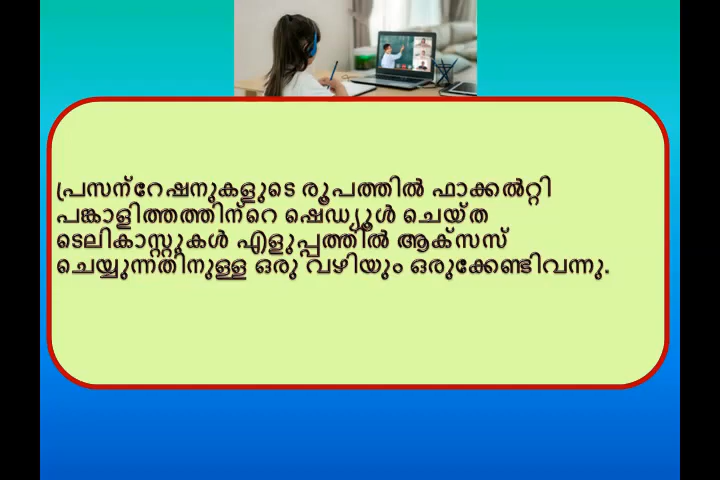 പ്രസന്റേഷനുകളുടെ രൂപത്തിൽ ഫാക്കൽറ്റി
പങ്കാളിത്തത്തിന്റെ ഷെഡ്യൂൾ ചെയ്ത
ടെലികാസ്റ്റുകൾ എളുപ്പത്തിൽ ആക്സസ്
ചെയ്യുന്നതിനുള്ള ഒരു വഴിയും ഒരുക്കേണ്ടിവന്നു.